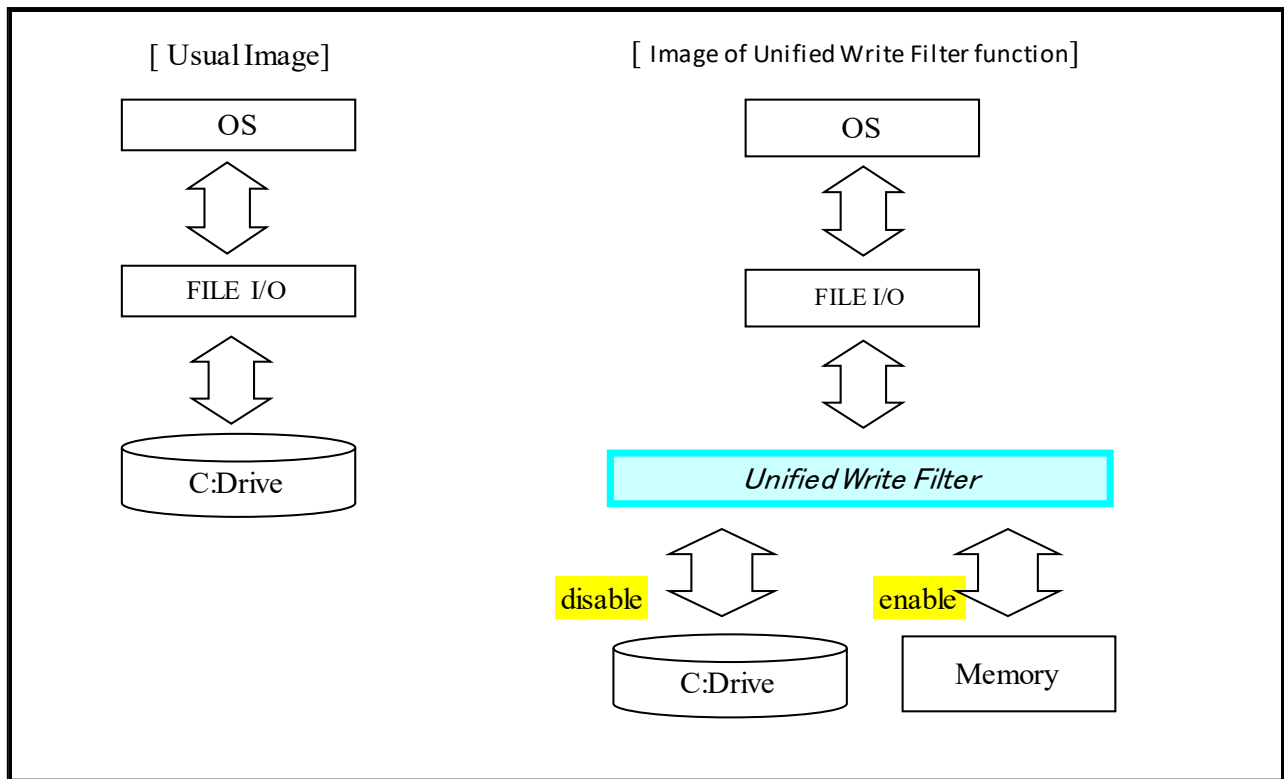 [ Usual Image]
OS
FILE I/O
C:Drive
[ Image of Unified Write Filter function]
OS
FILE I/O
Unified Write Filter
disable
enable
C:Drive
Memory